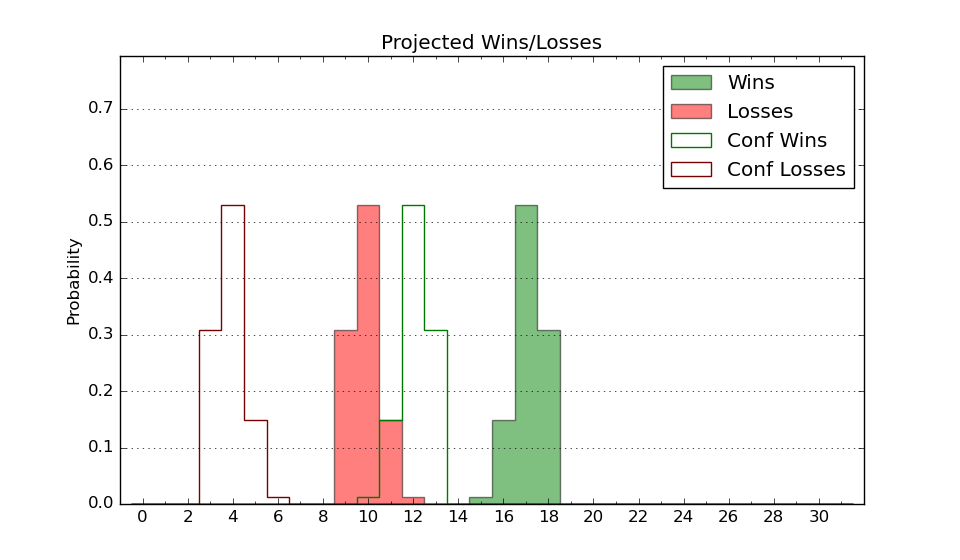 Projected Wins/Losses
Wins
Losses
Conf Wins
Conf Losses
Probability
0.7
0.6
0.5
0.4
0.3
0.2
0.1
0.0
0 2 4 6 8 10 12 14 16 18 20 22 24 26 28 30